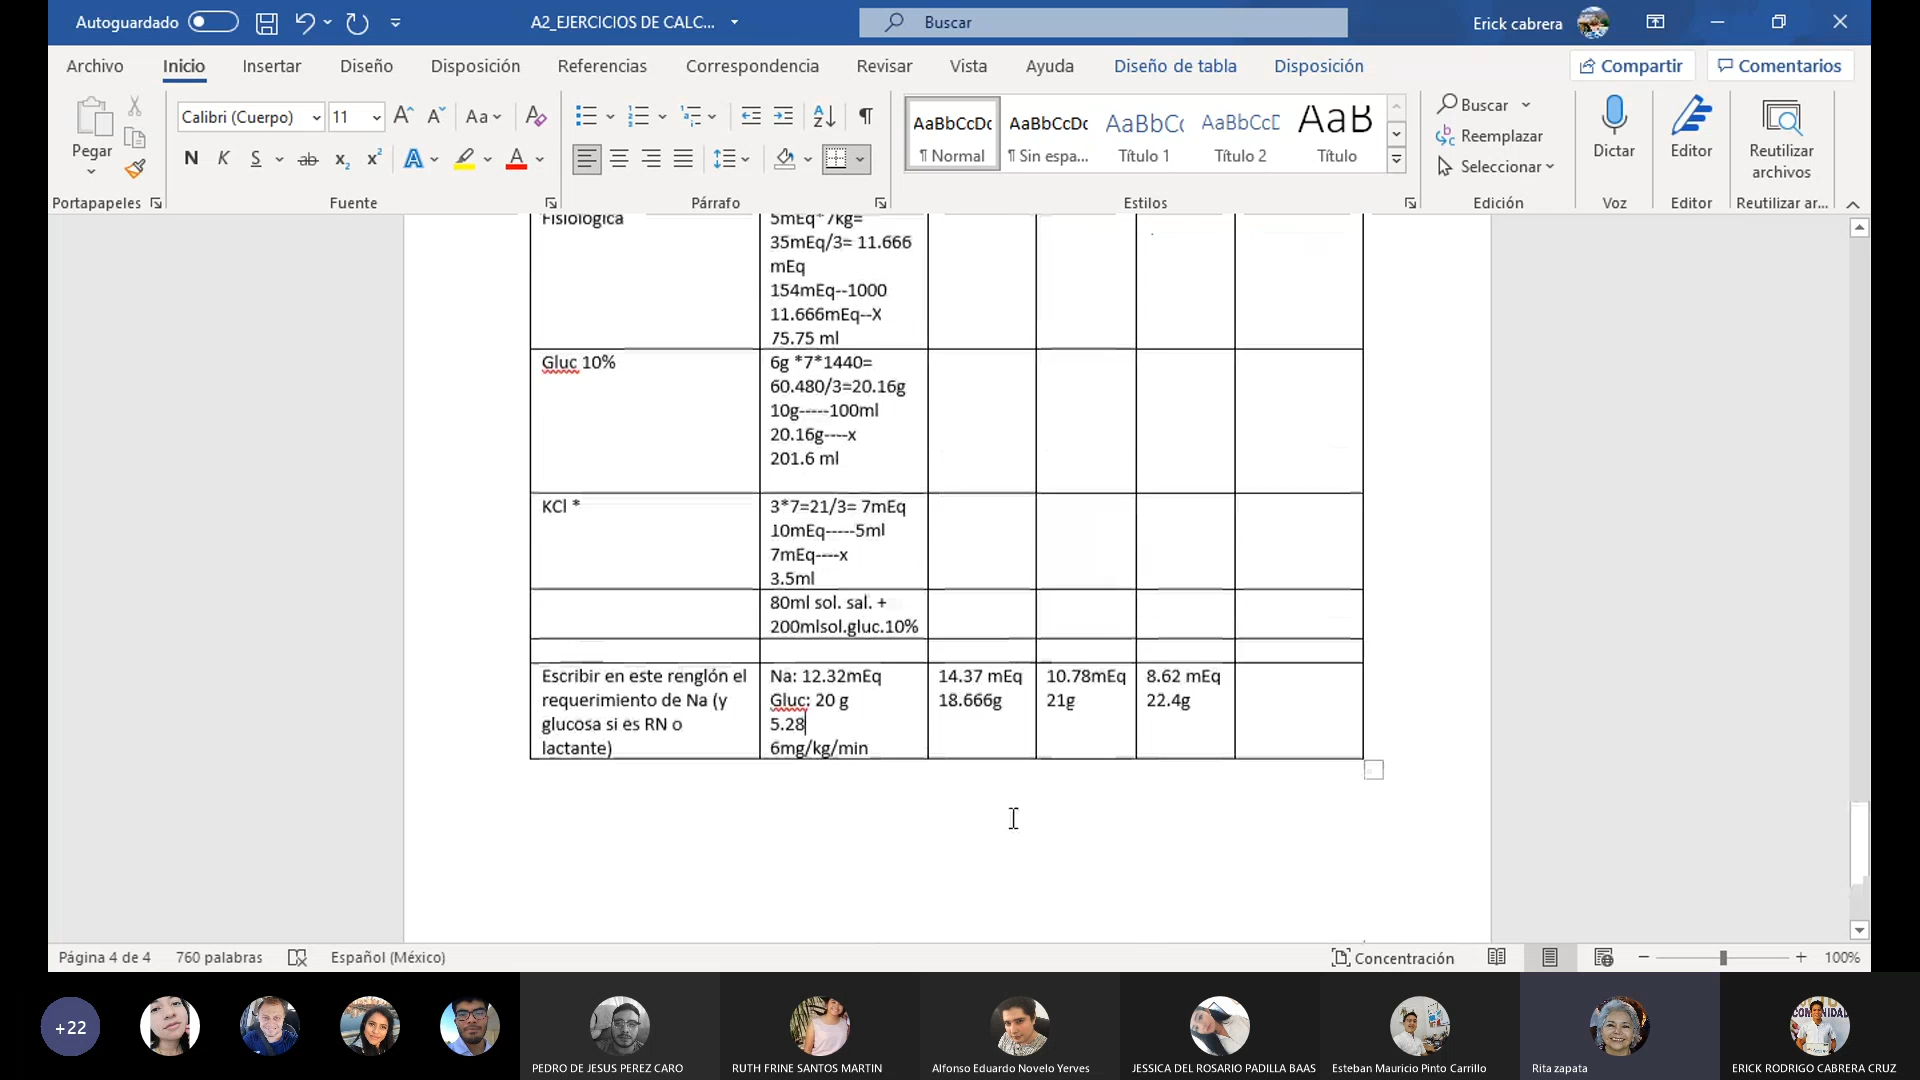 Autoguardado
A2_EJERCICIOS DE CALC...
Buscar
Erick cabrera
Archivo
Inicio
Insertar
Diseño
Disposición
Referencias
Correspondencia
Revisar
Vista
Ayuda
Diseño de tabla
Disposición
Compartir
Comentarios
Pegar
Calibri (Cuerpo)
11
N K S ab x₂ x²
AaBbCcDc
¶ Normal
AaBbCcDc
¶ Sin espa...
AaBbC
Título 1
AaBbCcD
Título 2
AaB
Título
Buscar
Reemplazar
Seleccionar
Dictar
Editor
Reutilizar
archivos
Portapapeles
Fuente
Párrafo
Estilos
Edición
Voz
Editor
Reutilizar ar...
Fisiologica
5mEq*7kg=
35mEq/3= 11.666
mEq
154mEq--1000
11.666mEq--X
75.75 ml
Gluc 10%
6g *7*1440=
60.480/3=20.16g
10g-----100ml
20.16g----x
201.6 ml
KCl *
3*7=21/3= 7mEq
10mEq-----5ml
7mEq----x
3.5ml
80ml sol. sal. +
200mlsol.gluc.10%
Escribir en este renglón el
requerimiento de Na (y
glucosa si es RN o
lactante)
Na: 12.32mEq
Gluc: 20 g
5.28
6mg/kg/min
14.37 mEq
18.666g
10.78mEq
21g
8.62 mEq
22.4g
Página 4 de 4
760 palabras
Español (México)
Concentración
100%
+22
PEDRO DE JESUS PEREZ CARO
RUTH FRINE SANTOS MARTIN
Alfonso Eduardo Novelo Yerves
JESSICA DEL ROSARIO PADILLA BAAS
Esteban Mauricio Pinto Carrillo
Rita zapata
ERICK RODRIGO CABRERA CRUZ